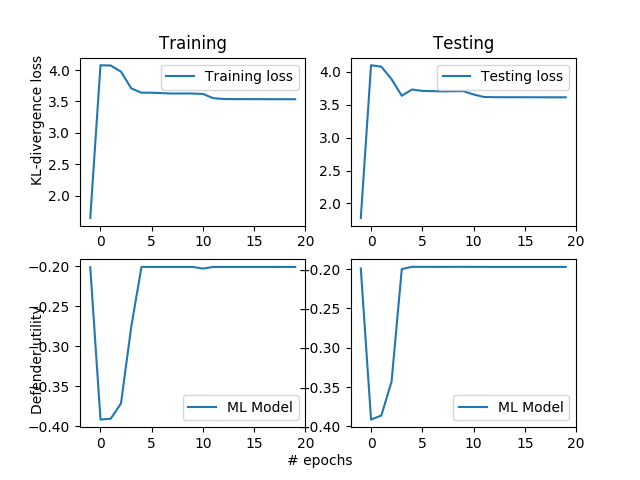 Training Testing
KL-divergence loss
4.0
3.5
3.0
2.5
2.0
Training loss
0 5 10 15 20
4.0
3.5
3.0
2.5
2.0
Testing loss
0 5 10 15 20
Defender utility
−0.20
−0.25
−0.30
−0.35
−0.40
ML Model
0 5 10 15 20
−0.20
−0.25
−0.30
−0.35
−0.40
ML Model
0 5 10 15 20
# epochs